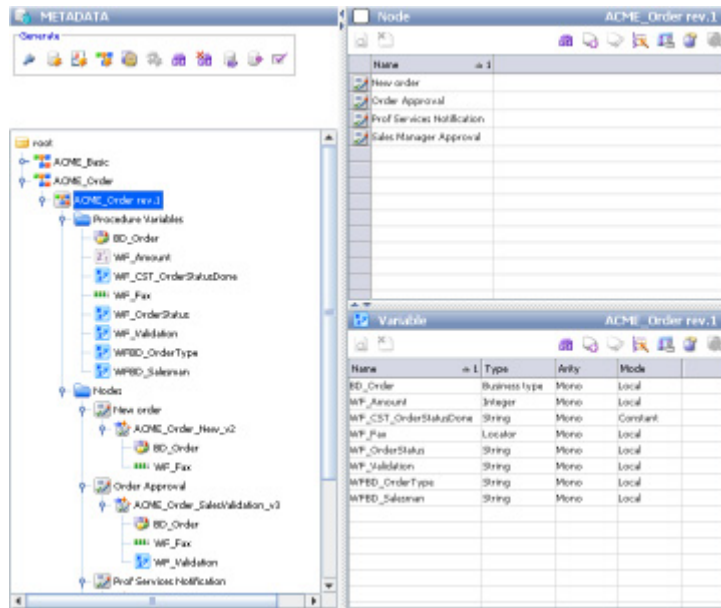 METADATA
Generate
root
ACME_Basic
ACME_Order
ACME_Order rev.1
Procedure Variables
BD_Order
WF_Amount
WF_CST_OrderStatusDone
WF_Fax
WF_OrderStatus
WF_Validation
WFBD_OrderType
WFBD_Salesman
Nodes
New order
ACME_Order_New_v2
BD_Order
WF_Fax
Order Approval
ACME_Order_SalesValidation_v3
BD_Order
WF_Fax
WF_Validation
Prof Services Notification
Node ACME_Order rev.1
Name 1
New order
Order Approval
Prof Services Notification
Sales Manager Approval
Variable ACME_Order rev.1
Name 1 Type Arity Mode
BD_Order Business type Mono Local
WF_Amount Integer Mono Local
WF_CST_OrderStatusDone String Mono Constant
WF_Fax Locator Mono Local
WF_OrderStatus String Mono Local
WF_Validation String Mono Local
WFBD_OrderType String Mono Local
WFBD_Salesman String Mono Local